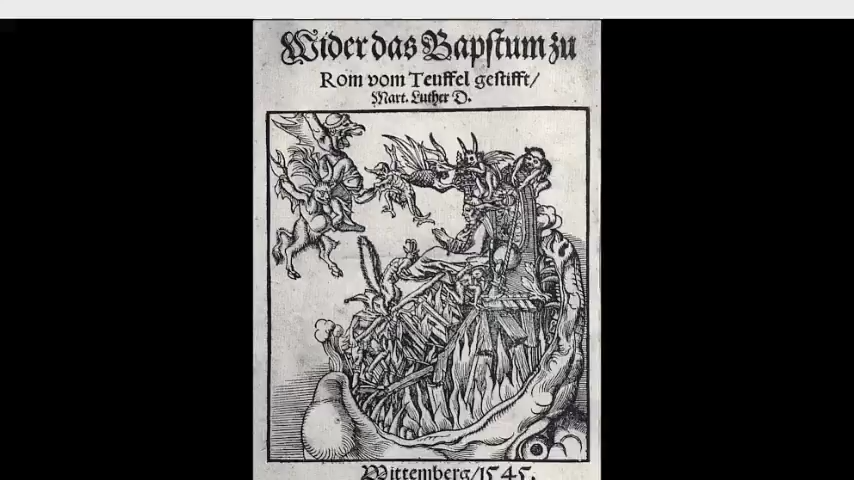 Wider das Bapstum zu
Rom vom Teuffel gestifft/
Mart. Luther D.
Wittemberg/1545.